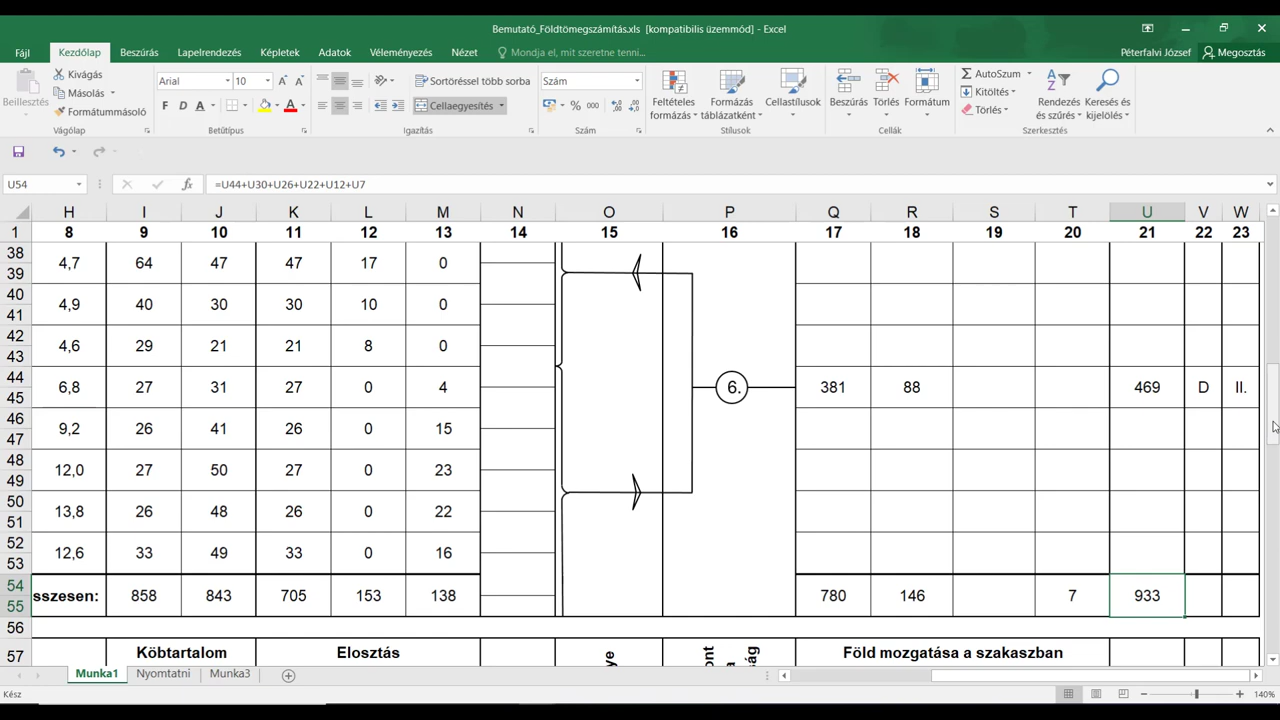 Bemutató_Földtömegszámítás.xls [kompatibilis üzemmód] - Excel
Fájl Kezdőlap Beszúrás Lapelrendezés Képletek Adatok Véleményezés Nézet Mondja el, mit szeretne tenni... Péterfalvi József Megosztás
Beillesztés
Kivágás
Másolás
Formátummásoló
Vágólap
Arial 10
F D A
Betűtípus
Sortöréssel több sorba
Cellaegyesítés
Igazítás
Szám
% 000
Szám
Feltételes formázás
Formázás táblázatként
Cellastílusok
Stílusok
Beszúrás Törlés Formátum
Cellák
AutoSzum
Kitöltés
Törlés
Rendezés és szűrés
Keresés és kijelölés
Szerkesztés
U54 fx =U44+U30+U26+U22+U12+U7
H I J K L M N O P Q R S T U V W
1 8 9 10 11 12 13 14 15 16 17 18 19 20 21 22 23
38
39 4,7 64 47 47 17 0
40
41 4,9 40 30 30 10 0
42
43 4,6 29 21 21 8 0
44
45 6,8 27 31 27 0 4 6. 381 88 469 D II.
46
47 9,2 26 41 26 0 15
48
49 12,0 27 50 27 0 23
50
51 13,8 26 48 26 0 22
52
53 12,6 33 49 33 0 16
54
55 sszesen: 858 843 705 153 138 780 146 7 933
56
57 Köbtartalom Elosztás ye pont a ság Föld mozgatása a szakaszban
Munka1 Nyomtatni Munka3
Kész 140%